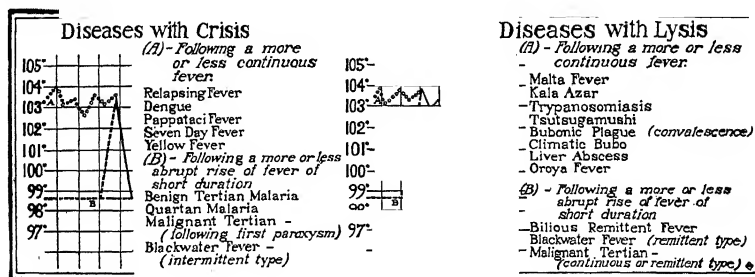 Diseases with Crisis
(A)-Following a more
or less continuous
fever.
Relapsing Fever
Dengue
Pappataci Fever
Seven Day Fever
Yellow Fever
(B)-Following a more or less
abrupt rise of fever of
short duration
Benign Tertian Malaria
Quartan Malaria
Malignant Tertian -
(following first paroxysm)
Blackwater Fever -
(intermittent type)
105°
104°
103°
102°
101°
100°
99°
98°
97°
A
B
105°
104°
103°
102°
101°
100°
99°
97°
A
B
Diseases with Lysis
(A)-Following a more or less
continuous fever.
Malta Fever
Kala Azar
Trypanosomiasis
Tsutsugamushi
Bubonic Plague (convalescence)
Climatic Bubo
Liver Abscess
Oroya Fever
(B)-Following a more or less
abrupt rise of fever of
short duration
Bilious Remittent Fever
Blackwater Fever (remittent type)
Malignant Tertian-
(continuous or remittent type)